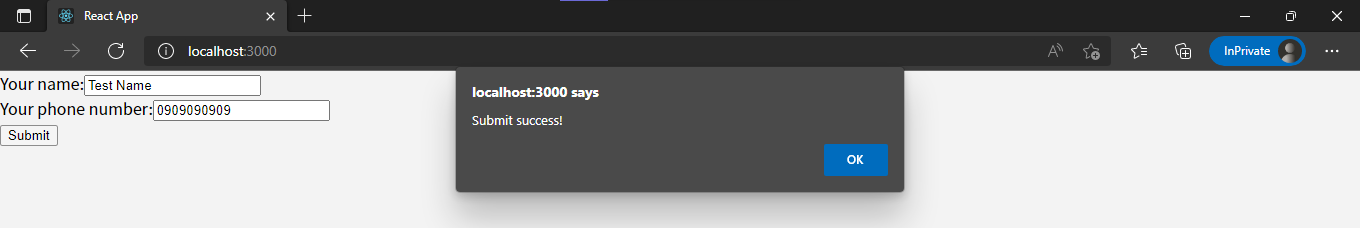 React App
localhost:3000
InPrivate
Your name:Test Name
Your phone number:0909090909
Submit
localhost:3000 says
Submit success!
OK